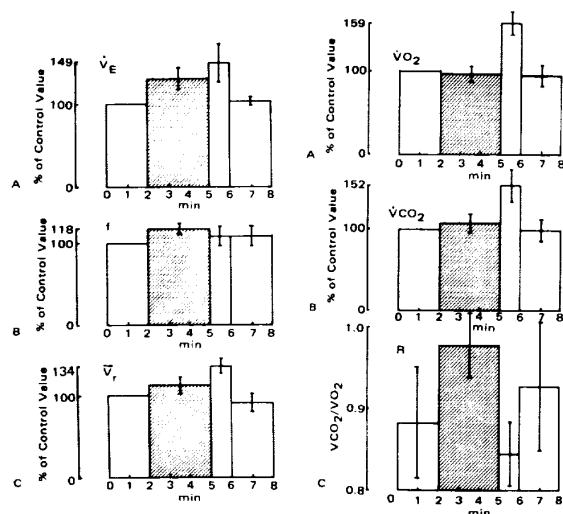 149
V̇E
100
% of Control Value
0
A
0 1 2 3 4 5 6 7 8
min
f
118
100
% of Control Value
0
B
0 1 2 3 4 5 6 7 8
min
V̄r
134
100
% of Control Value
0
C
0 1 2 3 4 5 6 7 8
min
159
V̇O2
100
% of Control Value
0
A
0 1 2 3 4 5 6 7 8
min
152
V̇CO2
100
% of Control Value
0
B
0 1 2 3 4 5 6 7 8
1.0
R
0.9
VCO2/VO2
0.8
C
0 1 2 3 4 5 6 7 8
min